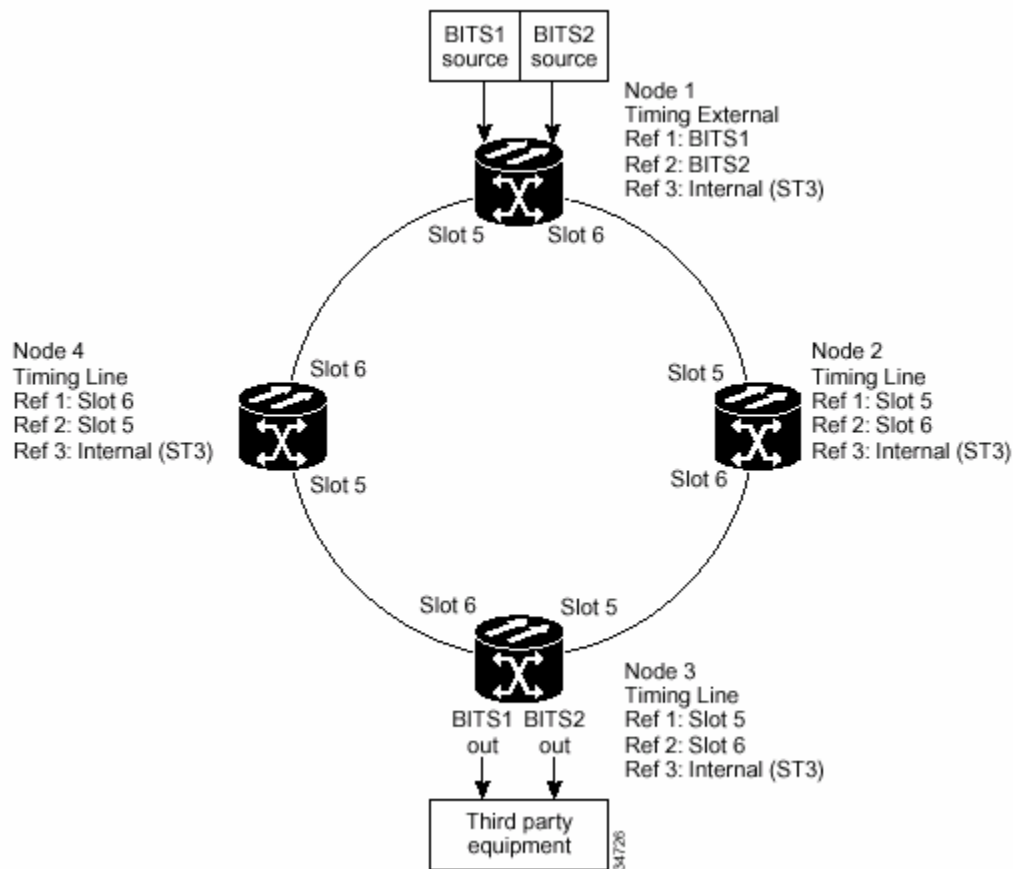 BITS1
source
BITS2
source
Node 1
Timing External
Ref 1: BITS1
Ref 2: BITS2
Ref 3: Internal (ST3)
Slot 5
Slot 6
Node 4
Timing Line
Ref 1: Slot 6
Ref 2: Slot 5
Ref 3: Internal (ST3)
Slot 6
Slot 5
Slot 5
Slot 6
Node 2
Timing Line
Ref 1: Slot 5
Ref 2: Slot 6
Ref 3: Internal (ST3)
Slot 6
Slot 5
Node 3
Timing Line
Ref 1: Slot 5
Ref 2: Slot 6
Ref 3: Internal (ST3)
BITS1
out
BITS2
out
Third party
equipment
34726